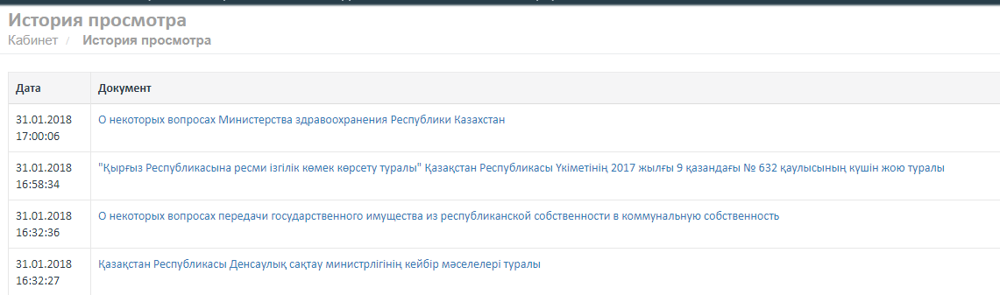 История просмотра
Кабинет / История просмотра
Дата Документ
31.01.2018 17:00:06 О некоторых вопросах Министерства здравоохранения Республики Казахстан
31.01.2018 16:58:34 "Қырғыз Республикасына ресми ізгілік көмек көрсету туралы" Қазақстан Республикасы Үкіметінің 2017 жылғы 9 қазандағы № 632 қаулысының күшін жою туралы
31.01.2018 16:32:36 О некоторых вопросах передачи государственного имущества из республиканской собственности в коммунальную собственность
31.01.2018 16:32:27 Қазақстан Республикасы Денсаулық сақтау министрлігінің кейбір мәселелері туралы